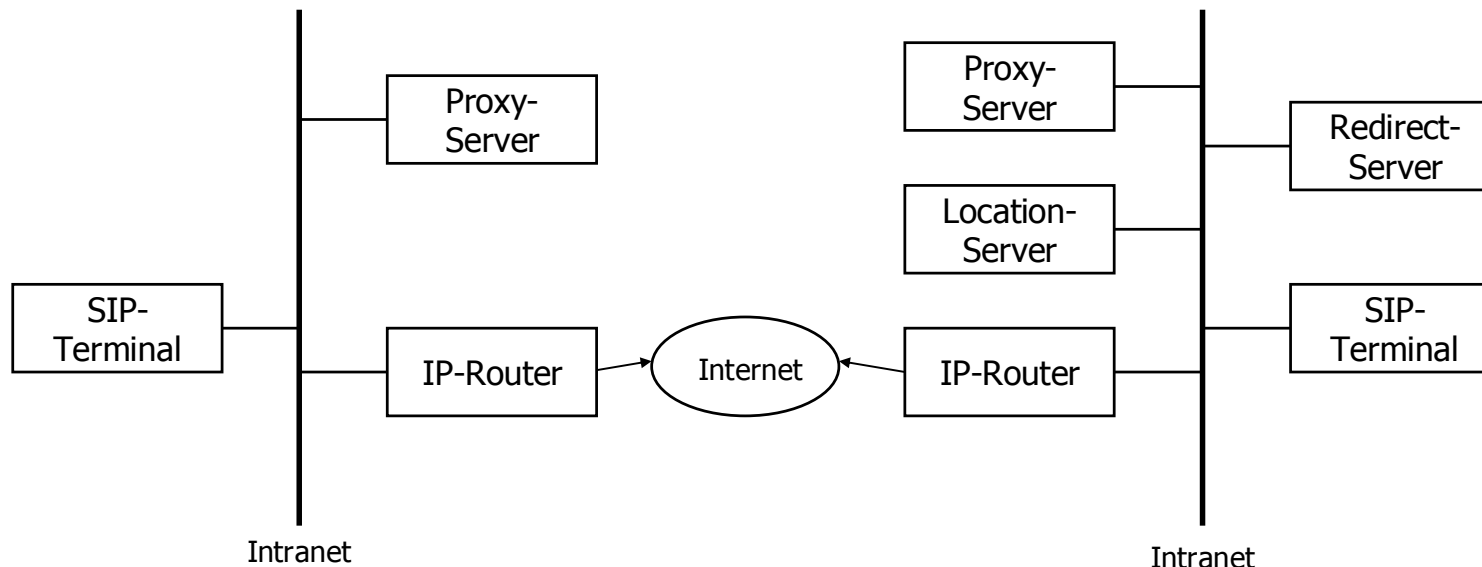 Proxy-
Server
Proxy-
Server
Redirect-
Server
Location-
Server
SIP-
Terminal
SIP-
Terminal
IP-Router
Internet
IP-Router
Intranet
Intranet